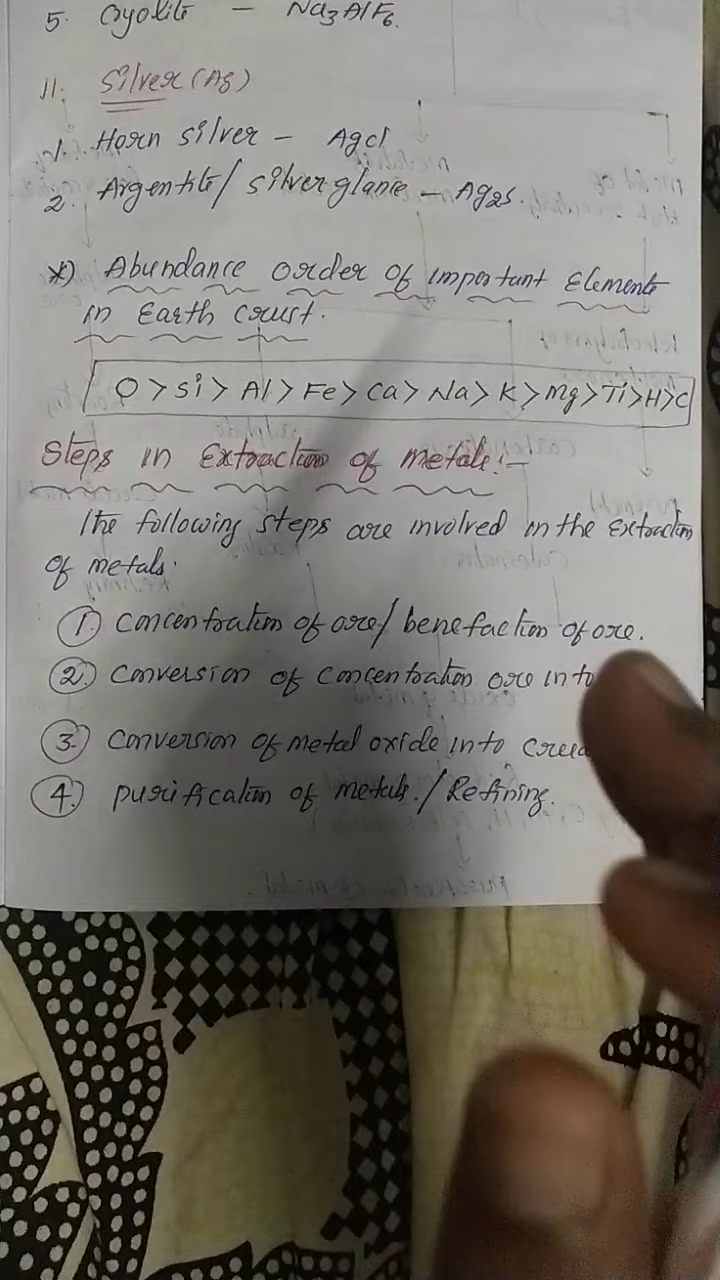 5. Cryolite - Na3AlF6.
11. Silver (Ag)
1. Horn silver - Agcl
2. Argentite/ silver glance - Ag2S.
*) Abundance order of important Elements
in Earth crust.
O > Si > Al > Fe > Ca > Na > K > Mg > Ti > H > C
Steps in Extraction of metals:-
The following steps are involved in the Extraction
of metals.
1. Concentration of ore/ benefaction of ore.
2. Conversion of concentration ore into
3. Conversion of metal oxide into
4. purification of metals./ Refining.